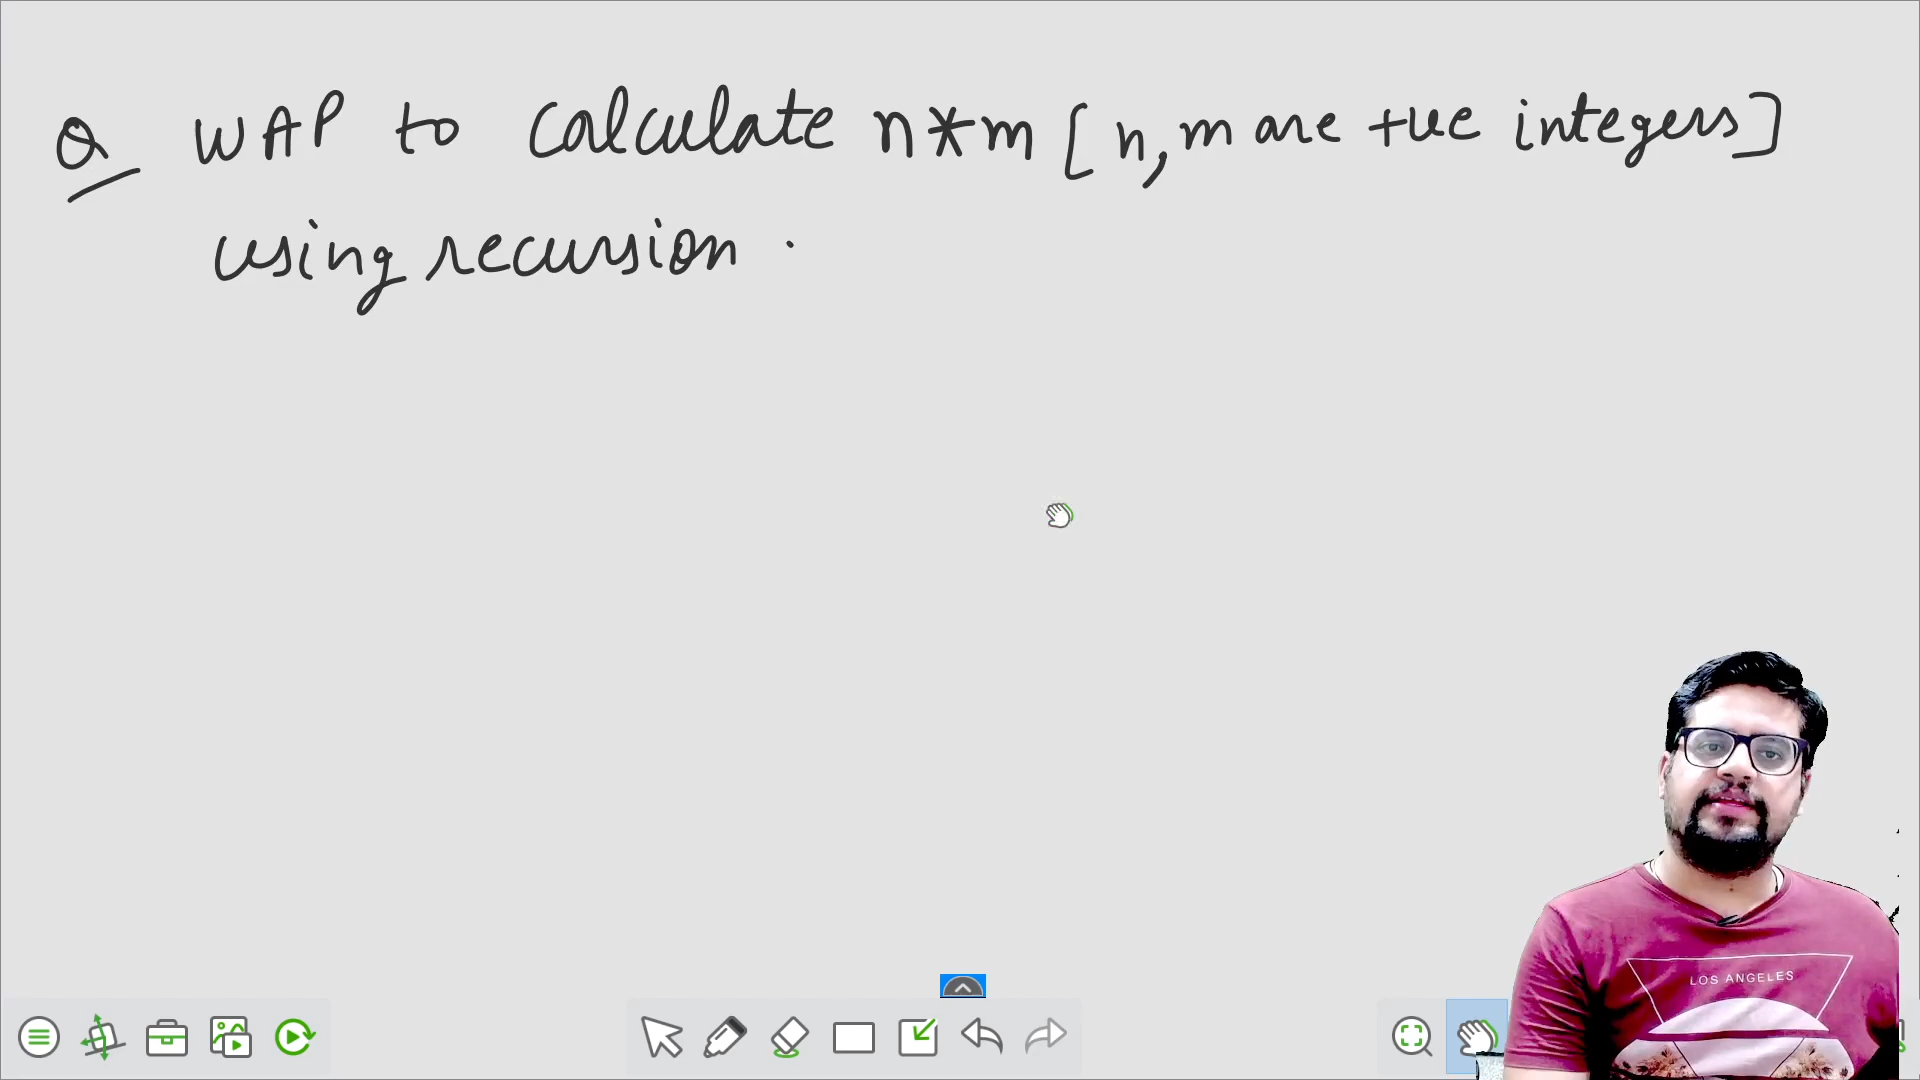 Q WAP to calculate n*m [n, m are +ve integers]
using recursion .
LOS ANGELES